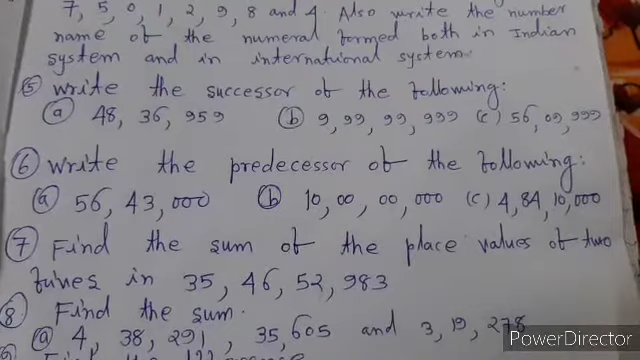 7, 5, 0, 1, 2, 9, 8 and 4. Also write the number
name of the numeral formed both in Indian
system and in international system.
⑤ write the successor of the following:
ⓐ 48, 36, 959 ⓑ 9,99,99,999 (c) 56,09,999
⑥ Write the predecessor of the following:
ⓐ 56,43,000 ⓑ 10,00,00,000 (c) 4,84,10,000
⑦ Find the sum of the place values of two
fives in 35,46,52,983
⑧ Find the sum.
ⓐ 4, 38, 291, 35,605 and 3,19,278
PowerDirector